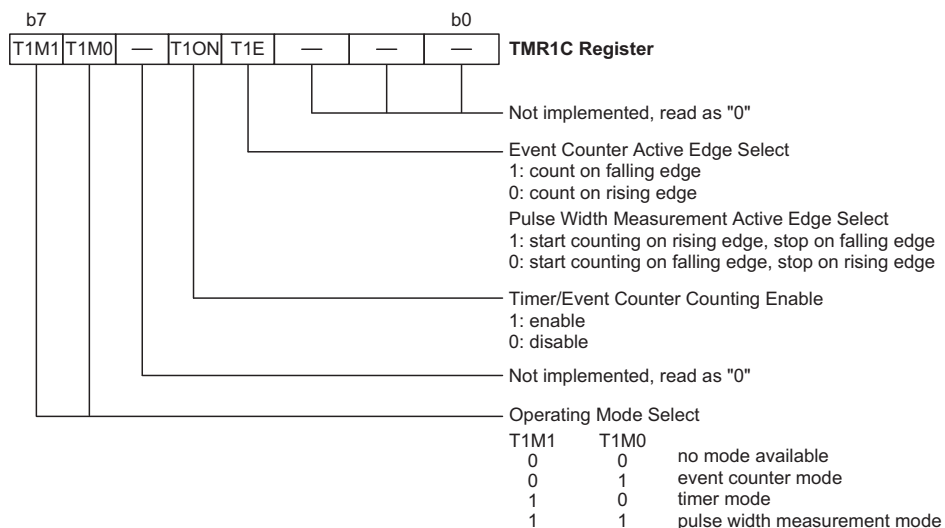 b7 b0
T1M1 T1M0 — T1ON T1E — — — TMR1C Register
Not implemented, read as "0"
Event Counter Active Edge Select
1: count on falling edge
0: count on rising edge
Pulse Width Measurement Active Edge Select
1: start counting on rising edge, stop on falling edge
0: start counting on falling edge, stop on rising edge
Timer/Event Counter Counting Enable
1: enable
0: disable
Not implemented, read as "0"
Operating Mode Select
T1M1 T1M0
0 0 no mode available
0 1 event counter mode
1 0 timer mode
1 1 pulse width measurement mode